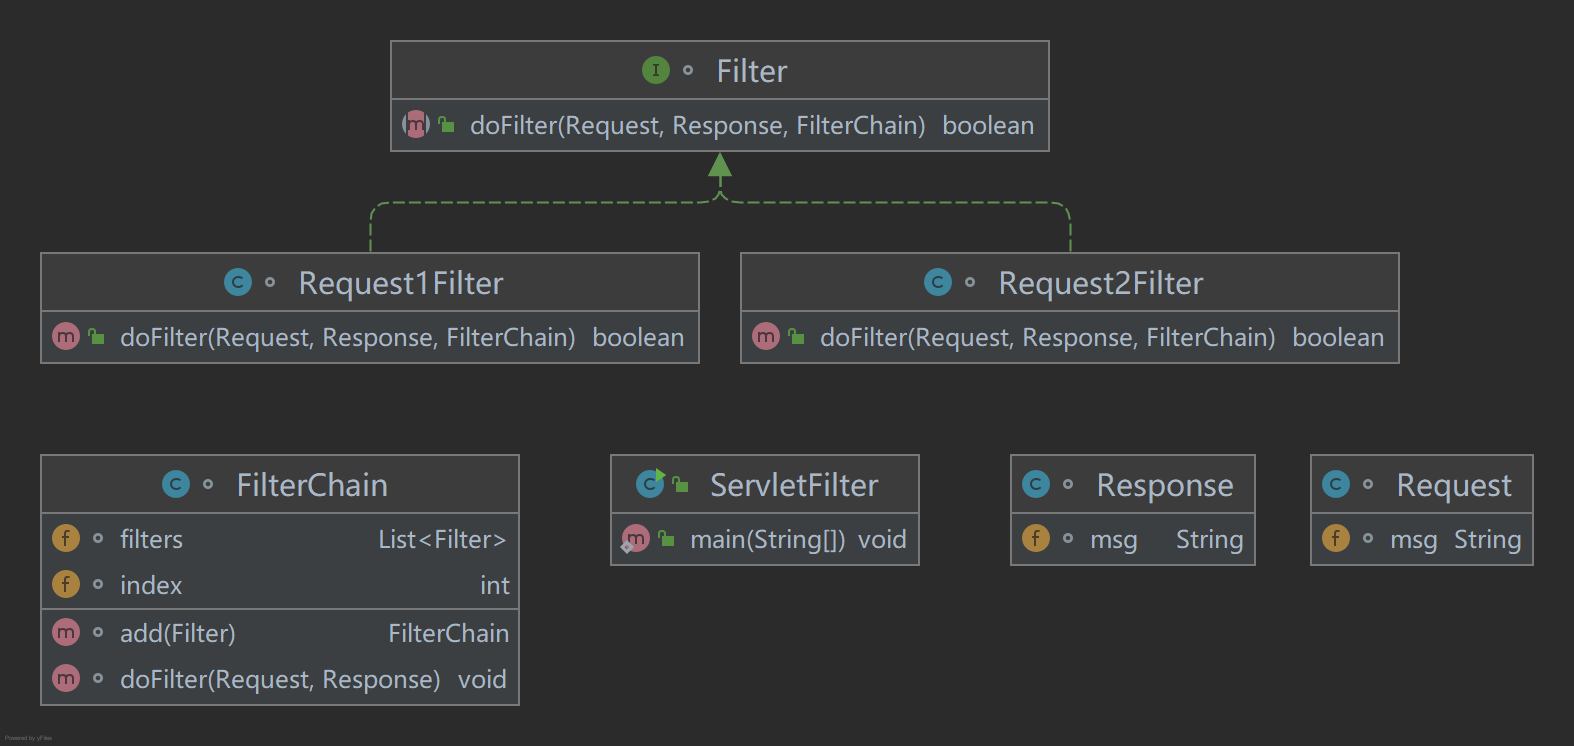 Filter
doFilter(Request, Response, FilterChain) boolean
Request1Filter
doFilter(Request, Response, FilterChain) boolean
Request2Filter
doFilter(Request, Response, FilterChain) boolean
FilterChain
filters List<Filter>
index int
add(Filter) FilterChain
doFilter(Request, Response) void
ServletFilter
main(String[]) void
Response
msg String
Request
msg String
Powered by yFiles